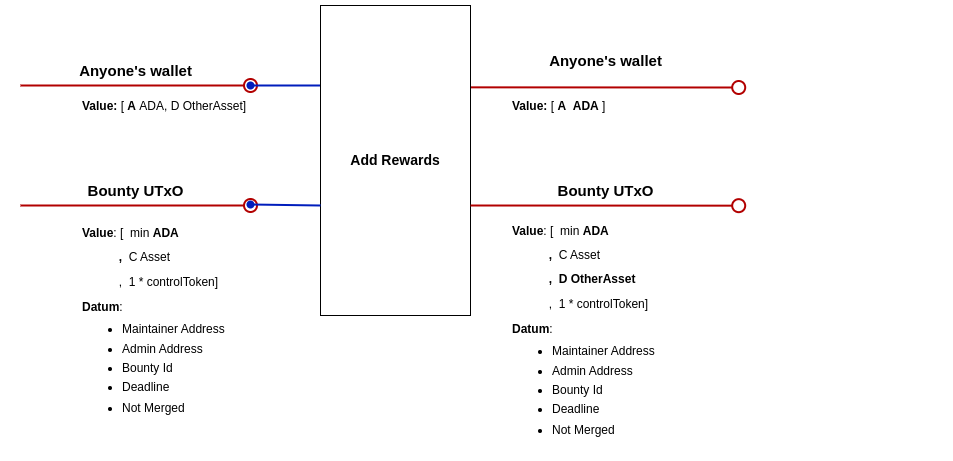 Anyone's wallet
Value: [ A ADA, D OtherAsset]
Bounty UTxO
Value: [ min ADA
, C Asset
, 1 * controlToken]
Datum:
• Maintainer Address
• Admin Address
• Bounty Id
• Deadline
• Not Merged
Add Rewards
Anyone's wallet
Value: [ A ADA ]
Bounty UTxO
Value: [ min ADA
, C Asset
, D OtherAsset
, 1 * controlToken]
Datum:
• Maintainer Address
• Admin Address
• Bounty Id
• Deadline
• Not Merged